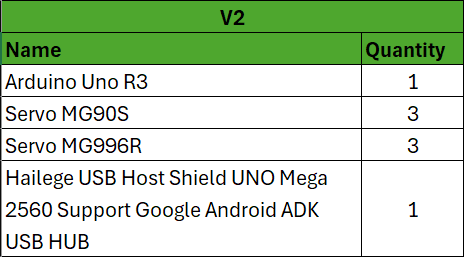 V2
Name Quantity
Arduino Uno R3 1
Servo MG90S 3
Servo MG996R 3
Hailege USB Host Shield UNO Mega
2560 Support Google Android ADK 1
USB HUB